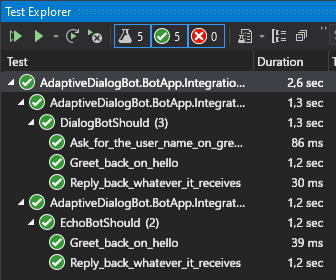 Test Explorer
5 5 0
Test Duration
AdaptiveDialogBot.BotApp.Integratio... 2,6 sec
AdaptiveDialogBot.BotApp.Integrat... 1,3 sec
DialogBotShould (3) 1,3 sec
Ask_for_the_user_name_on_gre... 86 ms
Greet_back_on_hello 1,2 sec
Reply_back_whatever_it_receives 30 ms
AdaptiveDialogBot.BotApp.Integrat... 1,2 sec
EchoBotShould (2) 1,2 sec
Greet_back_on_hello 39 ms
Reply_back_whatever_it_receives 1,2 sec